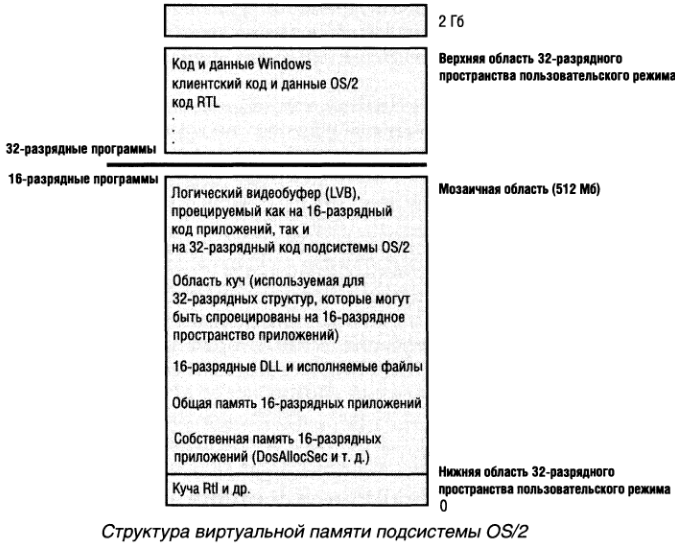 2 Гб
Код и данные Windows
клиентский код и данные OS/2
код RTL
.
.
.
Верхняя область 32-разрядного
пространства пользовательского режима
32-разрядные программы
16-разрядные программы
Логический видеобуфер (LVB),
проецируемый как на 16-разрядный
код приложений, так и
на 32-разрядный код подсистемы OS/2
Мозаичная область (512 Мб)
Область куч (используемая для
32-разрядных структур, которые могут
быть спроецированы на 16-разрядное
пространство приложений)
16-разрядные DLL и исполняемые файлы
Общая память 16-разрядных приложений
Собственная память 16-разрядных
приложений (DosAllocSec и т. д.)
Куча Rtl и др.
Нижняя область 32-разрядного
пространства пользовательского режима
0
Структура виртуальной памяти подсистемы OS/2